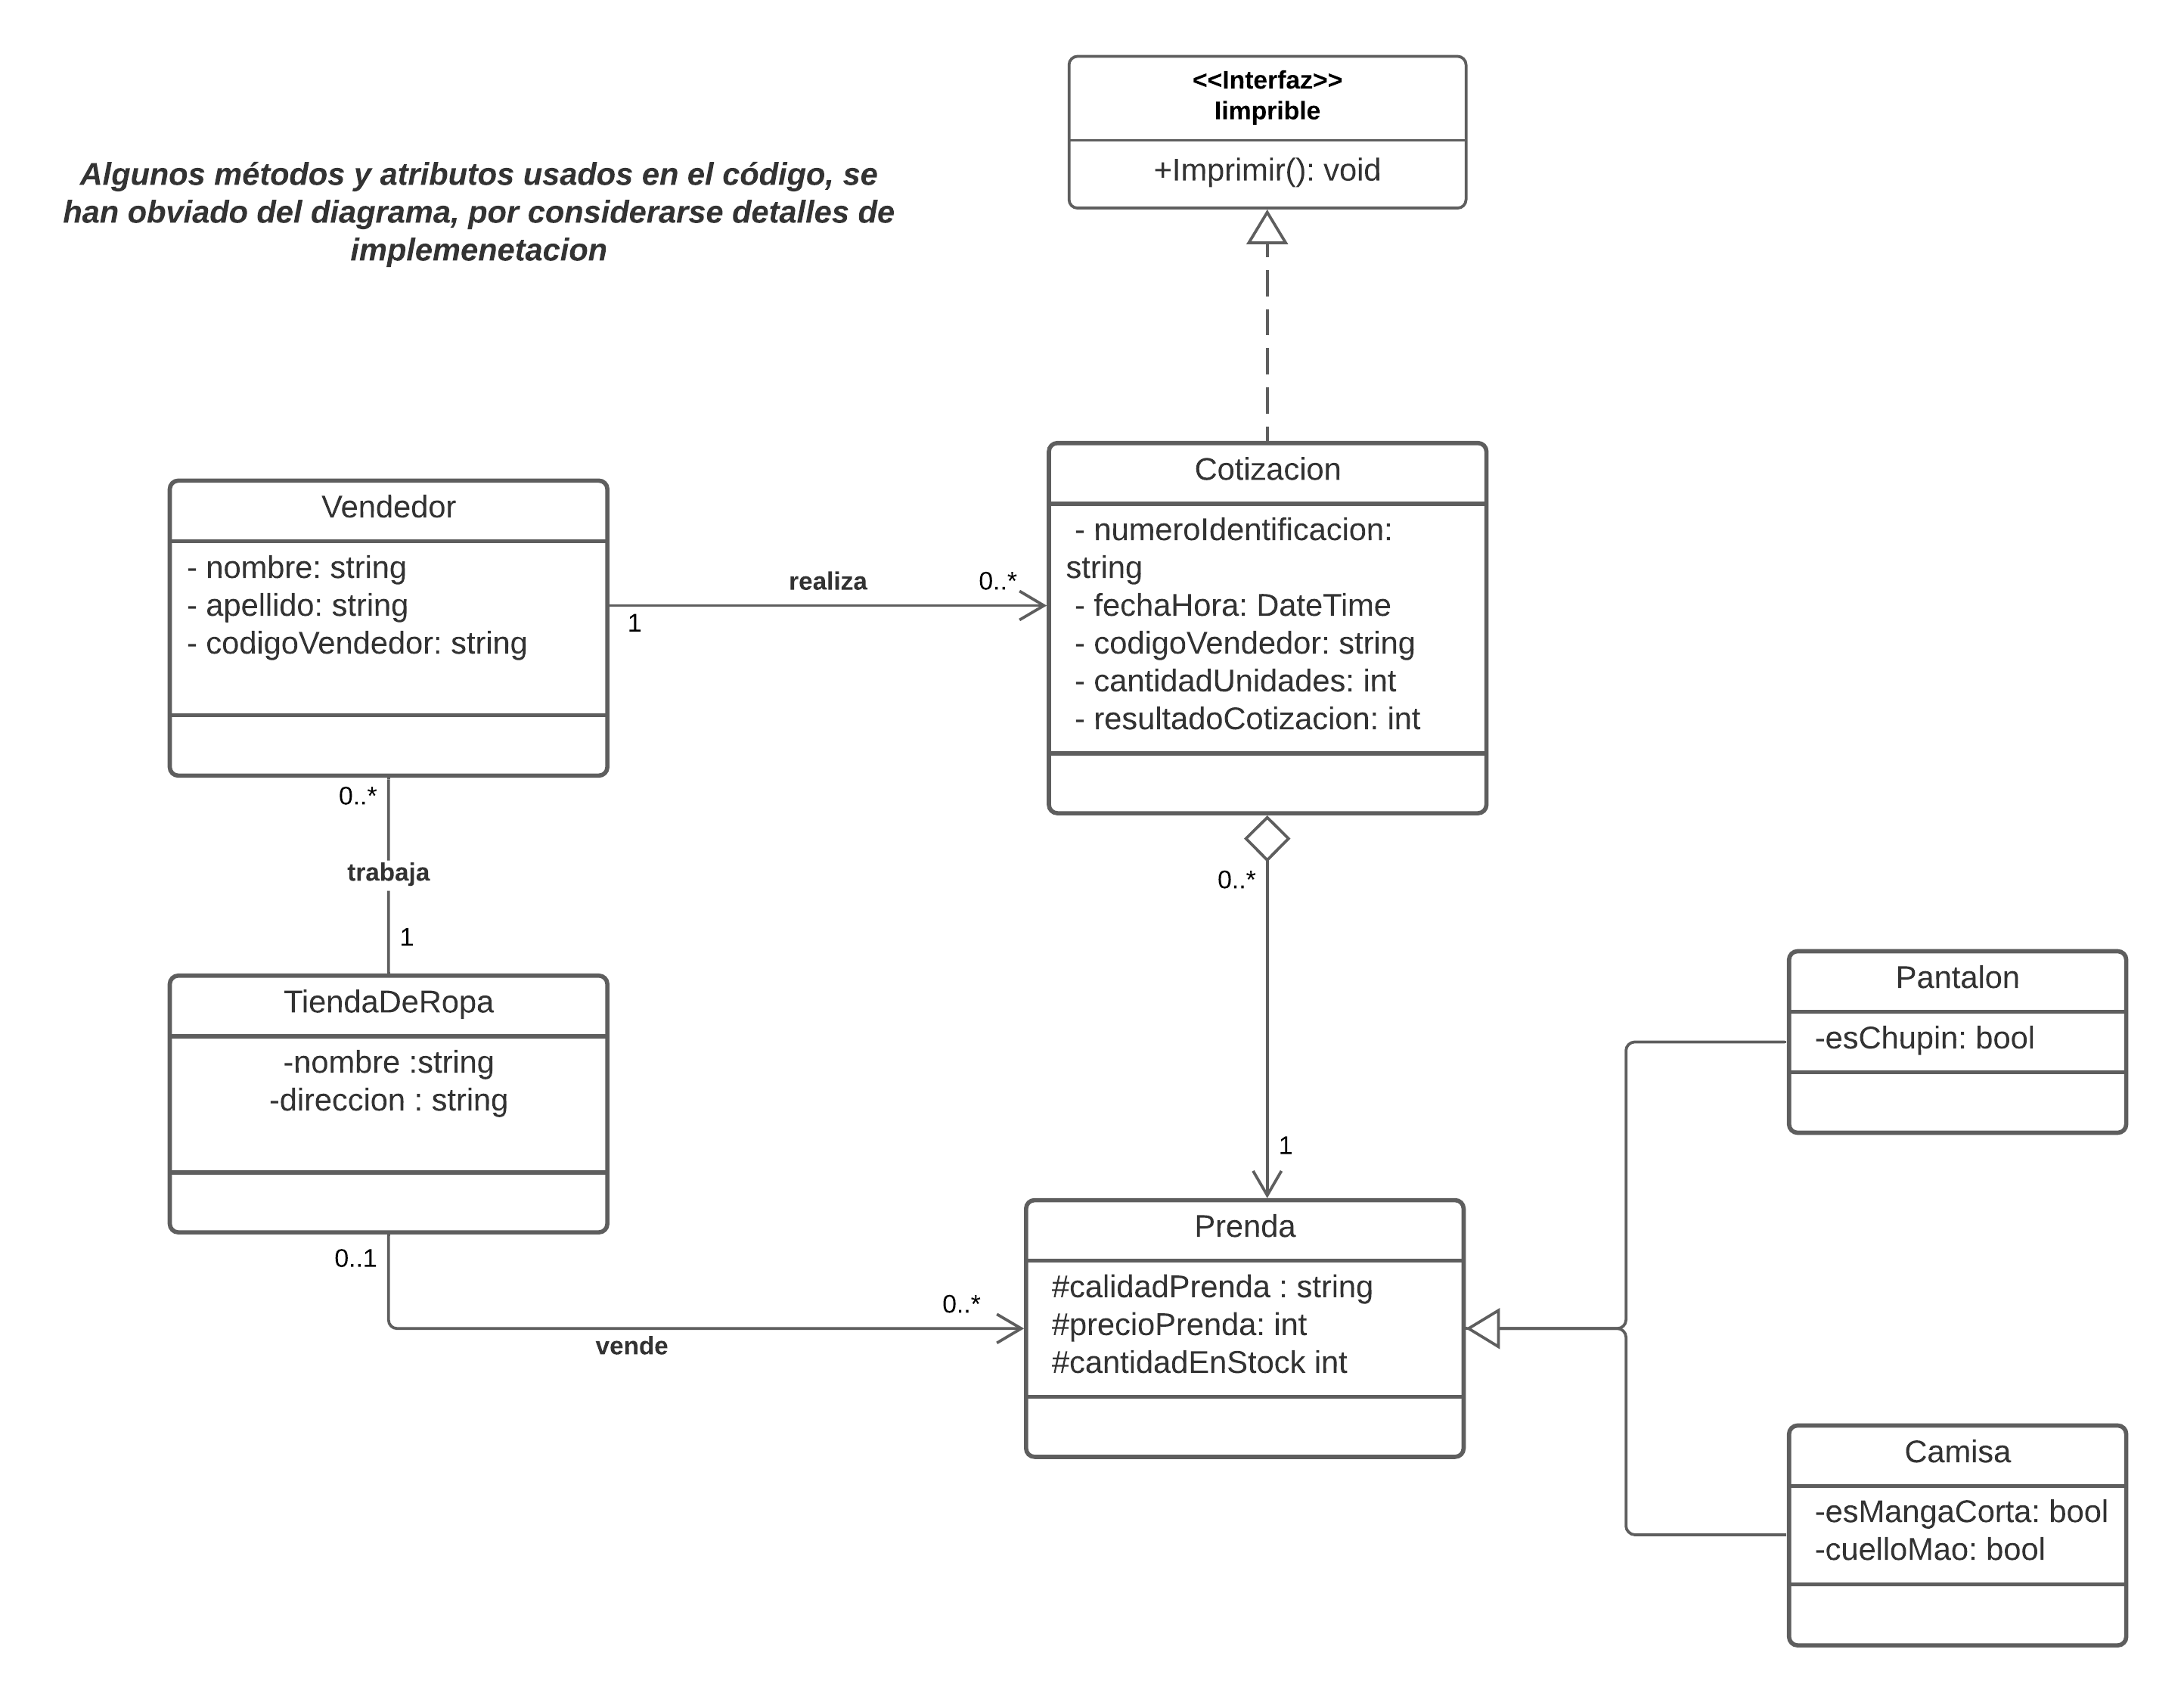 <<Interfaz>>
Iimprible
+Imprimir(): void
Algunos métodos y atributos usados en el código, se
han obviado del diagrama, por considerarse detalles de
implemenetacion
Cotizacion
- numeroIdentificacion:
string
- fechaHora: DateTime
- codigoVendedor: string
- cantidadUnidades: int
- resultadoCotizacion: int
Vendedor
- nombre: string
- apellido: string
- codigoVendedor: string
realiza
0..*
1
0..*
trabaja
1
0..*
1
TiendaDeRopa
-nombre :string
-direccion : string
0..1
vende
0..*
Prenda
#calidadPrenda : string
#precioPrenda: int
#cantidadEnStock int
Pantalon
-esChupin: bool
Camisa
-esMangaCorta: bool
-cuelloMao: bool